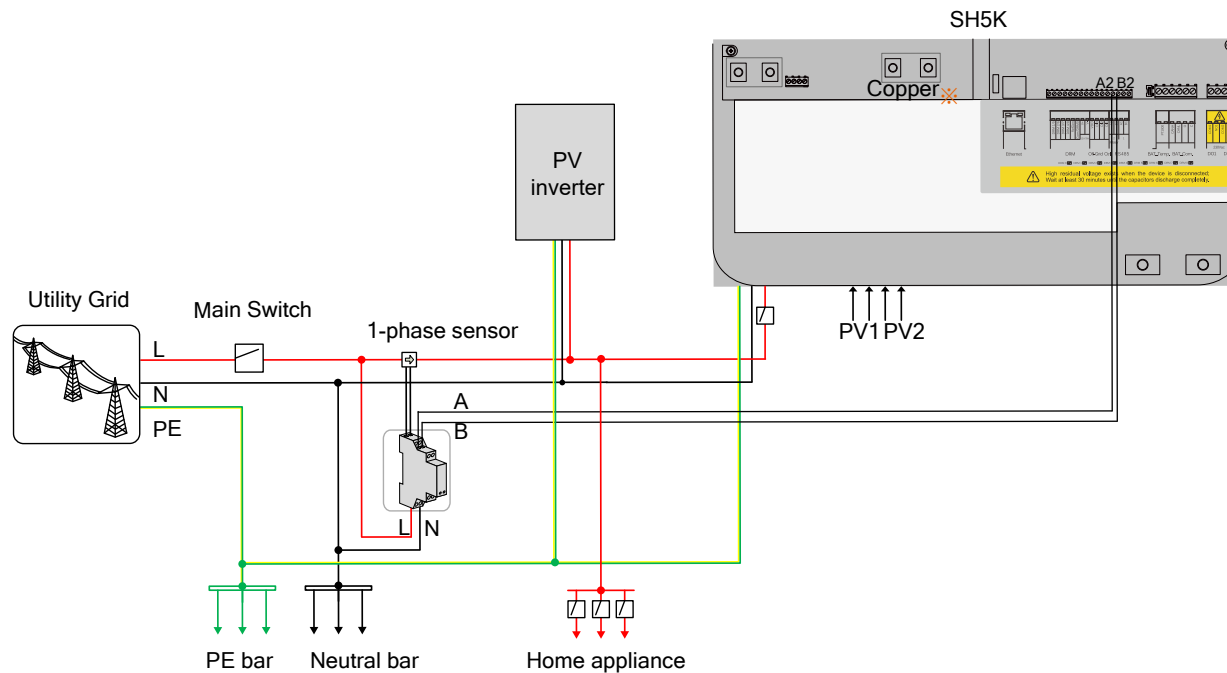 SH5K
A2 B2
Copper※
PV
inverter
Ethernet
DRM
RS485
High residual voltage exists when the device is disconnected;
Wait at least 30 minutes until the capacitors discharge completely.
Utility Grid
Main Switch
1-phase sensor
PV1 PV2
L
N
PE
A
B
L N
PE bar
Neutral bar
Home appliance